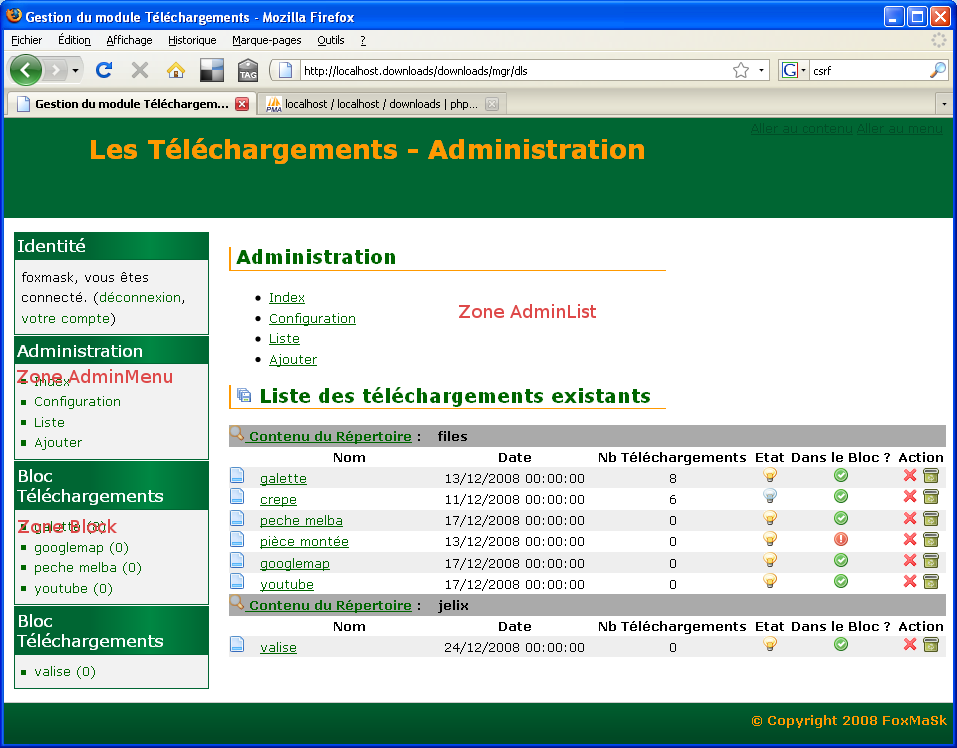 Gestion du module Téléchargements - Mozilla Firefox
Fichier Édition Affichage Historique Marque-pages Outils ?
TAG http://localhost.downloads/downloads/mgr/dls G csrf
Gestion du module Téléchargem... PMA localhost / localhost / downloads | php...
Aller au contenu Aller au menu
Les Téléchargements - Administration
Identité
foxmask, vous êtes
connecté. (déconnexion,
votre compte)
Administration
Zone AdminMenu
Index
Configuration
Liste
Ajouter
Bloc
Téléchargements
Zone Block
galette (8)
googlemap (0)
peche melba (0)
youtube (0)
Bloc
Téléchargements
valise (0)
Administration
Index
Zone AdminList
Configuration
Liste
Ajouter
Liste des téléchargements existants
Contenu du Répertoire : files
Nom Date Nb Téléchargements Etat Dans le Bloc ? Action
galette 13/12/2008 00:00:00 8
crepe 11/12/2008 00:00:00 6
peche melba 17/12/2008 00:00:00 0
pièce montée 13/12/2008 00:00:00 0
googlemap 17/12/2008 00:00:00 0
youtube 17/12/2008 00:00:00 0
Contenu du Répertoire : jelix
Nom Date Nb Téléchargements Etat Dans le Bloc ? Action
valise 24/12/2008 00:00:00 0
© Copyright 2008 FoxMaSk